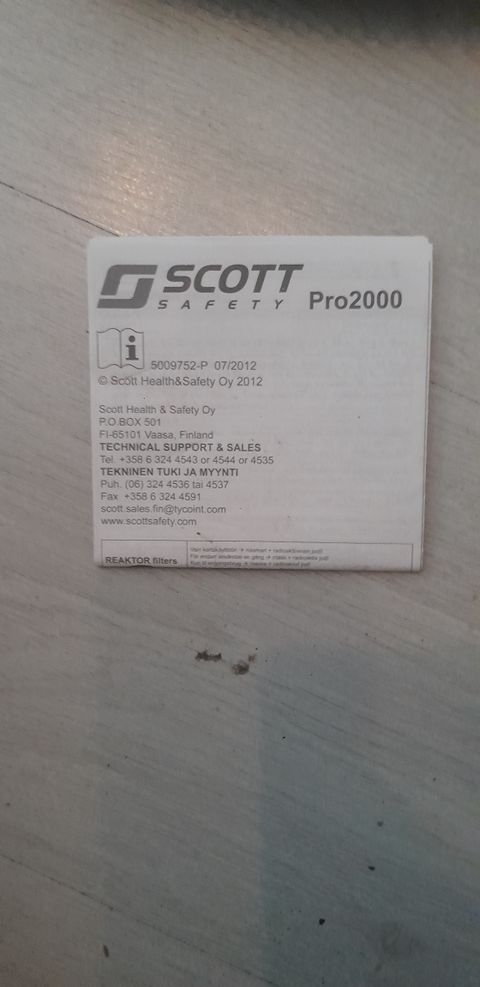 SCOTT
SAFETY Pro2000
i 5009752-P 07/2012
© Scott Health&Safety Oy 2012
Scott Health & Safety Oy
P.O.BOX 501
FI-65101 Vaasa, Finland
TECHNICAL SUPPORT & SALES
Tel. +358 6 324 4543 or 4544 or 4535
TEKNINEN TUKI JA MYYNTI
Puh. (06) 324 4536 tai 4537
Fax +358 6 324 4591
scott.sales.fin@tycoint.com
www.scottsafety.com
REAKTOR filters